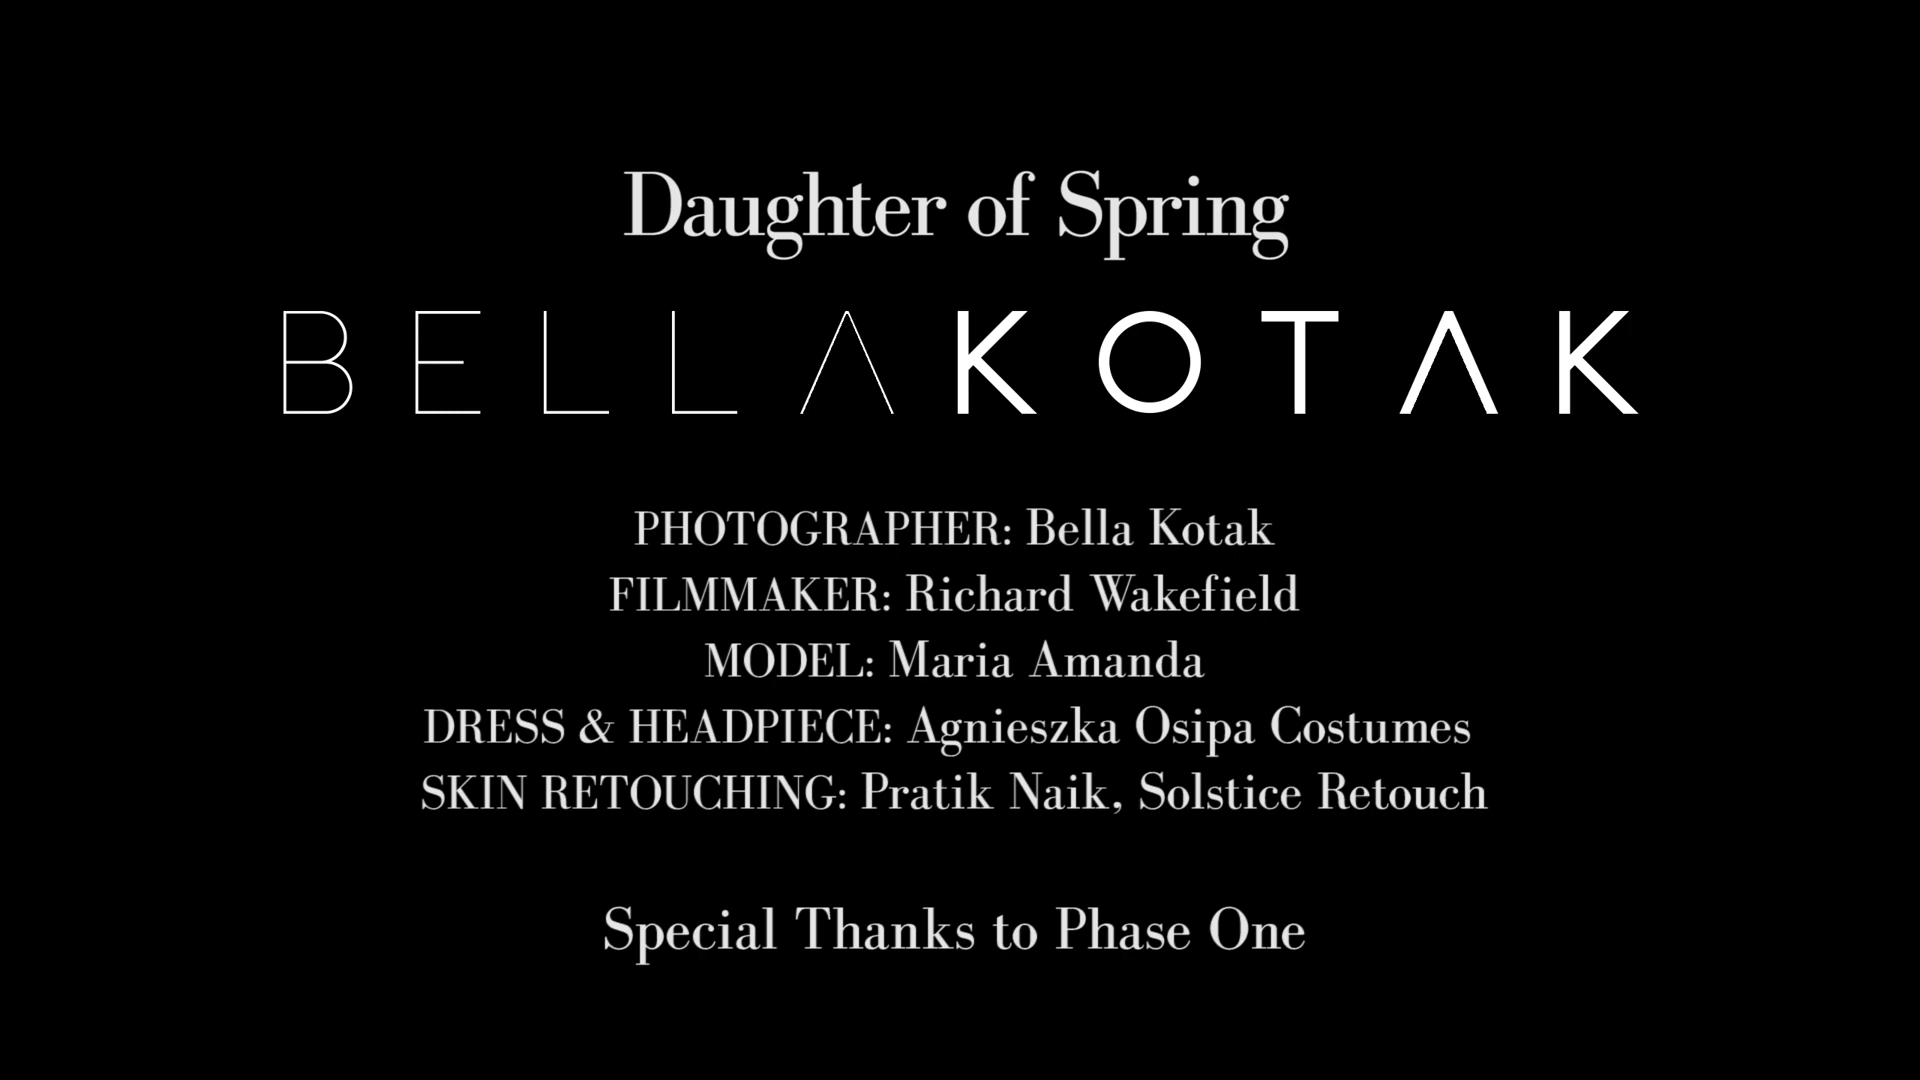 Daughter of Spring
BELLAKOTAK
PHOTOGRAPHER: Bella Kotak
FILMMAKER: Richard Wakefield
MODEL: Maria Amanda
DRESS & HEADPIECE: Agnieszka Osipa Costumes
SKIN RETOUCHING: Pratik Naik, Solstice Retouch
Special Thanks to Phase One